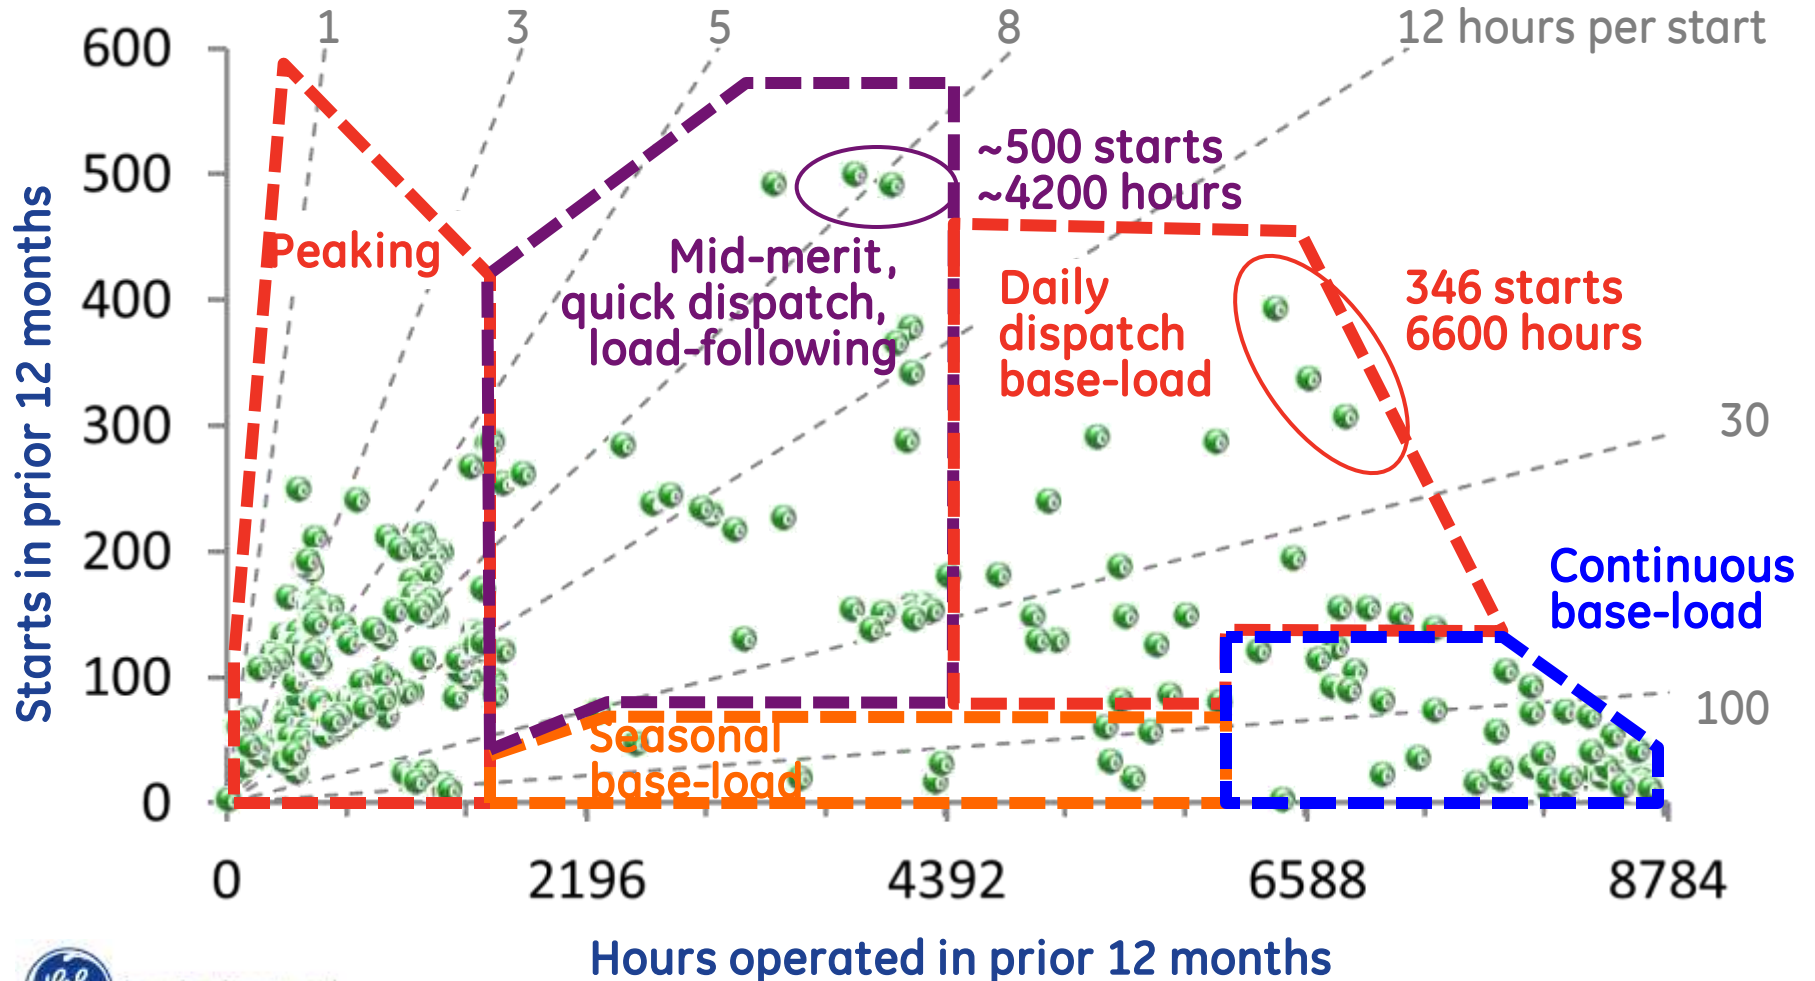 1
3
5
8
12 hours per start
600
500
400
300
200
100
0
Starts in prior 12 months
~500 starts
~4200 hours
Peaking
Mid-merit,
quick dispatch,
load-following
Daily
dispatch
base-load
346 starts
6600 hours
30
Continuous
base-load
100
Seasonal
base-load
0
2196
4392
6588
8784
Hours operated in prior 12 months